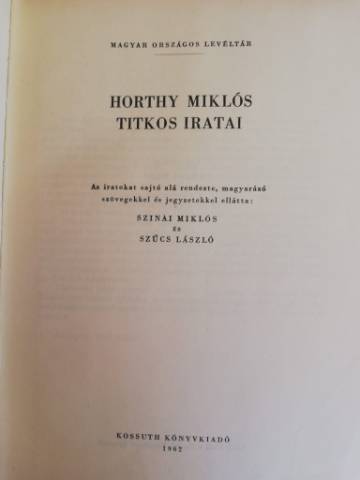 MAGYAR ORSZÁGOS LEVÉLTÁR
HORTHY MIKLÓS
TITKOS IRATAI
Az iratokat sajtó alá rendezte, magyarázó
szövegekkel és jegyzetekkel ellátta:
SZINAI MIKLÓS
ÉS
SZŰCS LÁSZLÓ
KOSSUTH KÖNYVKIADÓ
1962